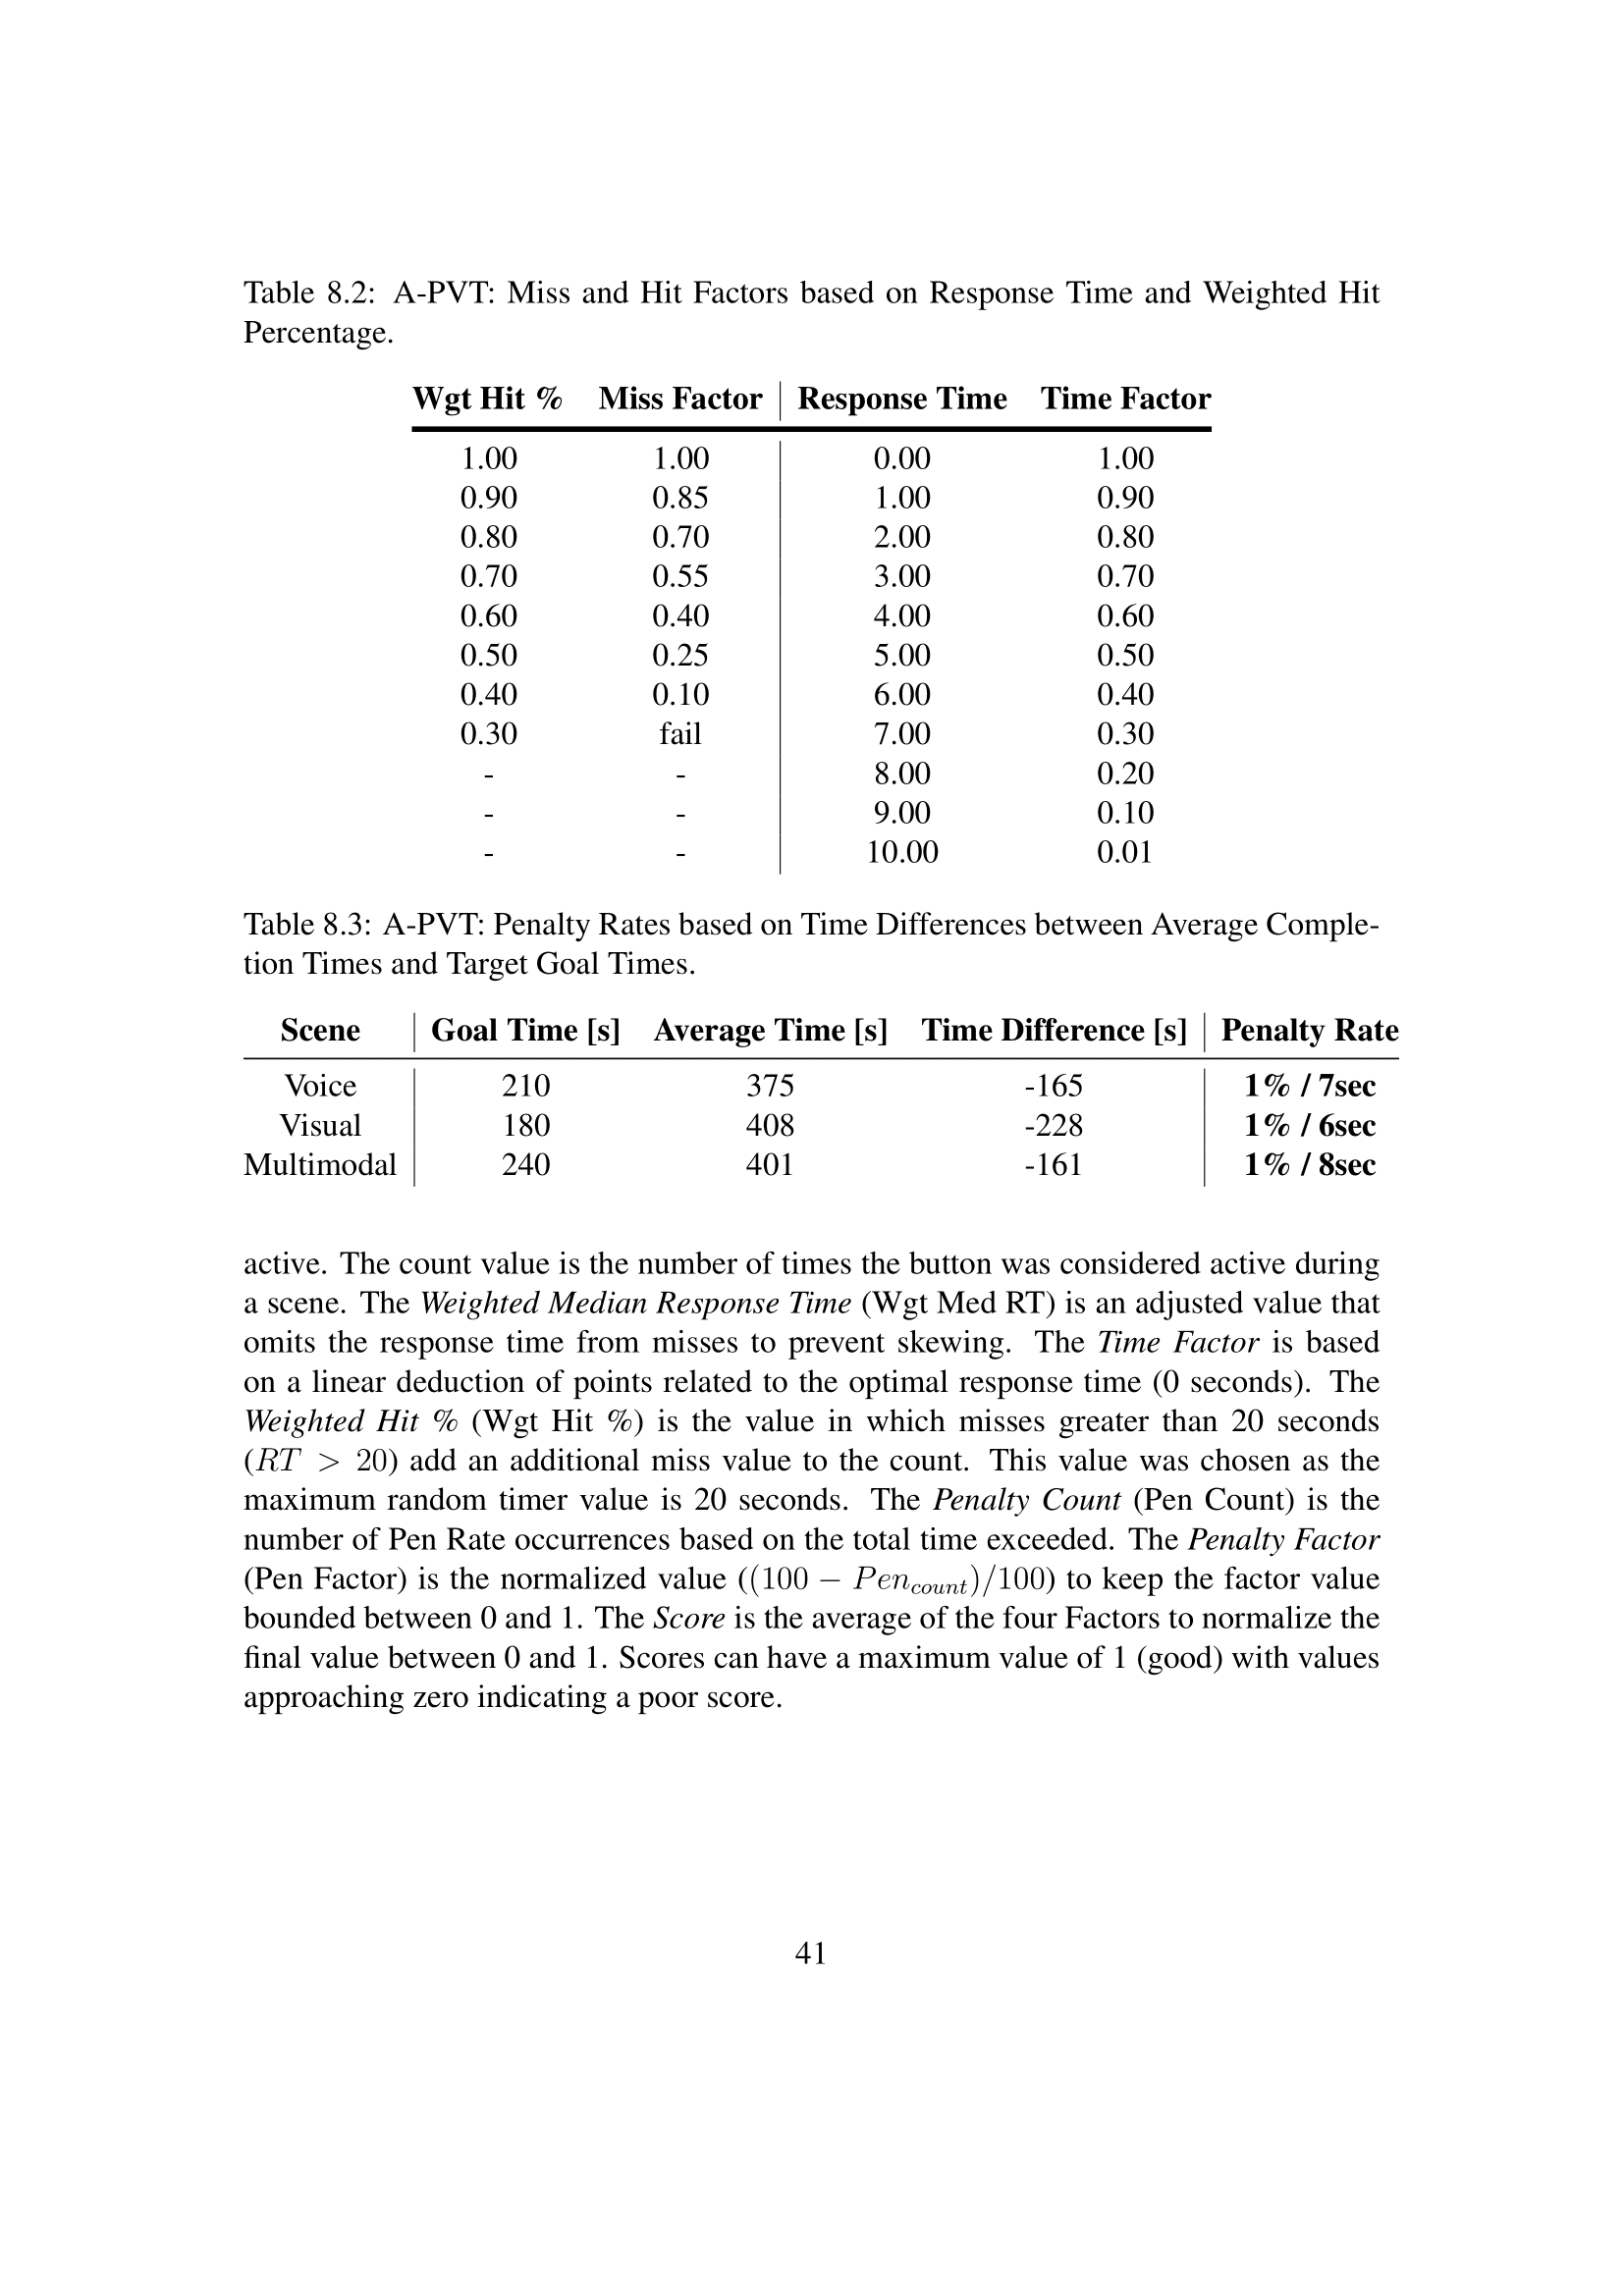 Table 8.2: A-PVT: Miss and Hit Factors based on Response Time and Weighted Hit
Percentage.
Wgt Hit % Miss Factor Response Time Time Factor
1.00 1.00 0.00 1.00
0.90 0.85 1.00 0.90
0.80 0.70 2.00 0.80
0.70 0.55 3.00 0.70
0.60 0.40 4.00 0.60
0.50 0.25 5.00 0.50
0.40 0.10 6.00 0.40
0.30 fail 7.00 0.30
- - 8.00 0.20
- - 9.00 0.10
- - 10.00 0.01
Table 8.3: A-PVT: Penalty Rates based on Time Differences between Average Comple-
tion Times and Target Goal Times.
Scene Goal Time [s] Average Time [s] Time Difference [s] Penalty Rate
Voice 210 375 -165 1% / 7sec
Visual 180 408 -228 1% / 6sec
Multimodal 240 401 -161 1% / 8sec
active. The count value is the number of times the button was considered active during
a scene. The Weighted Median Response Time (Wgt Med RT) is an adjusted value that
omits the response time from misses to prevent skewing. The Time Factor is based
on a linear deduction of points related to the optimal response time (0 seconds). The
Weighted Hit % (Wgt Hit %) is the value in which misses greater than 20 seconds
(RT > 20) add an additional miss value to the count. This value was chosen as the
maximum random timer value is 20 seconds. The Penalty Count (Pen Count) is the
number of Pen Rate occurrences based on the total time exceeded. The Penalty Factor
(Pen Factor) is the normalized value ((100 − Pencount)/100) to keep the factor value
bounded between 0 and 1. The Score is the average of the four Factors to normalize the
final value between 0 and 1. Scores can have a maximum value of 1 (good) with values
approaching zero indicating a poor score.
41